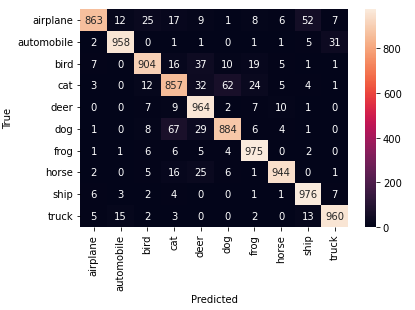 airplane 863 12 25 17 9 1 8 6 52 7
automobile 2 958 0 1 1 0 1 1 5 31
bird 7 0 904 16 37 10 19 5 1 1
cat 3 0 12 857 32 62 24 5 4 1
deer 0 0 7 9 964 2 7 10 1 0
dog 1 0 8 67 29 884 6 4 1 0
frog 1 1 6 6 5 4 975 0 2 0
horse 2 0 5 16 25 6 1 944 0 1
ship 6 3 2 4 0 0 1 1 976 7
truck 5 15 2 3 0 0 2 0 13 960
True
airplane automobile bird cat deer dog frog horse ship truck
Predicted
800
600
400
200
0